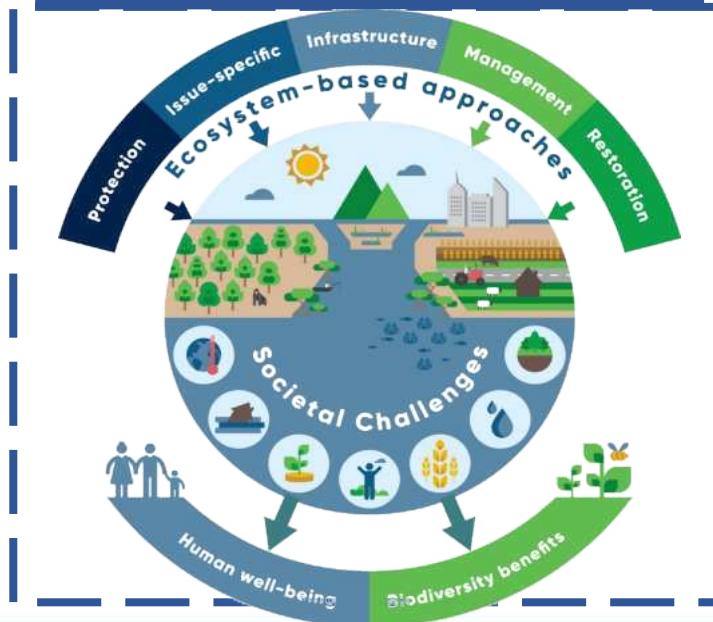 Protection
Issue-specific
Infrastructure
Management
Restoration
Ecosystem-based approaches
Societal Challenges
Human well-being
Biodiversity benefits